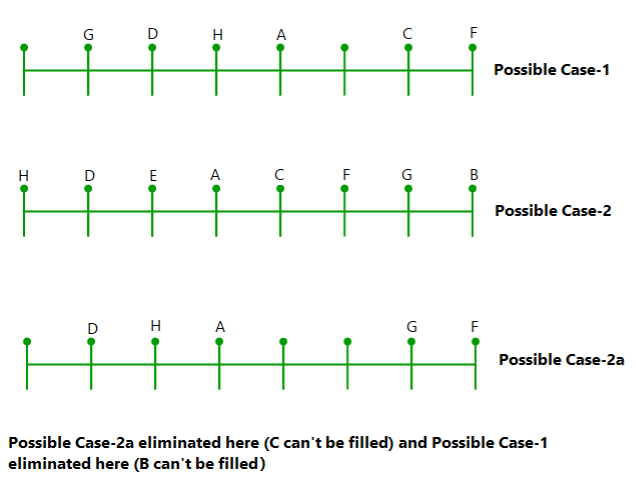 G D H A C F
Possible Case-1
H D E A C F G B
Possible Case-2
D H A G F
Possible Case-2a
Possible Case-2a eliminated here (C can't be filled) and Possible Case-1
eliminated here (B can't be filled)